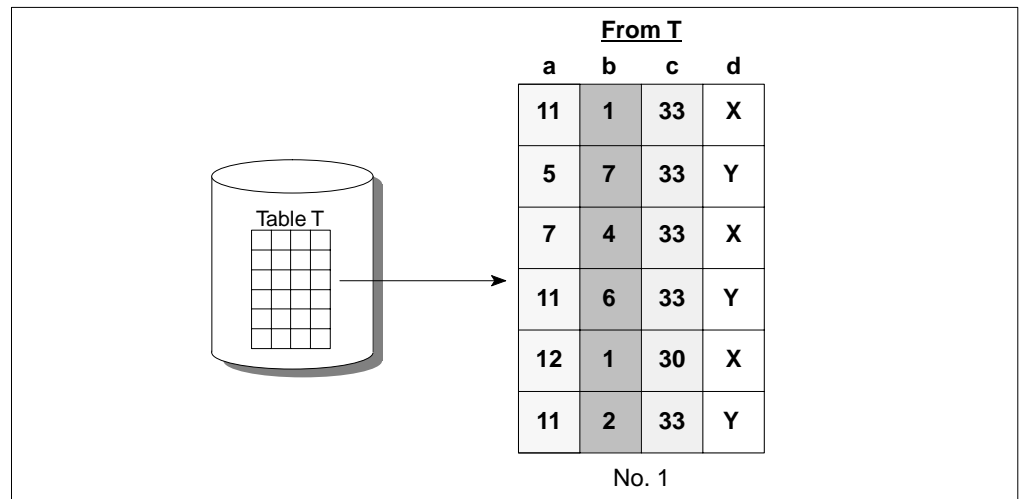 From T
a b c d
11 1 33 X
5 7 33 Y
Table T
7 4 33 X
11 6 33 Y
12 1 30 X
11 2 33 Y
No. 1